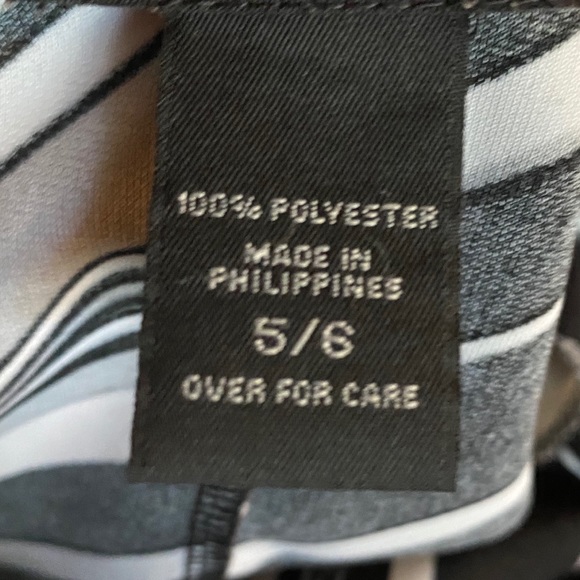 100% POLYESTER
MADE IN
PHILIPPINES
5/6
OVER FOR CARE